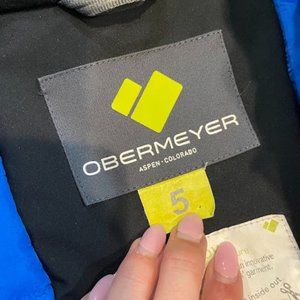 OBERMEYER
ASPEN · COLORADO
5
innovative
garment.
inside out.